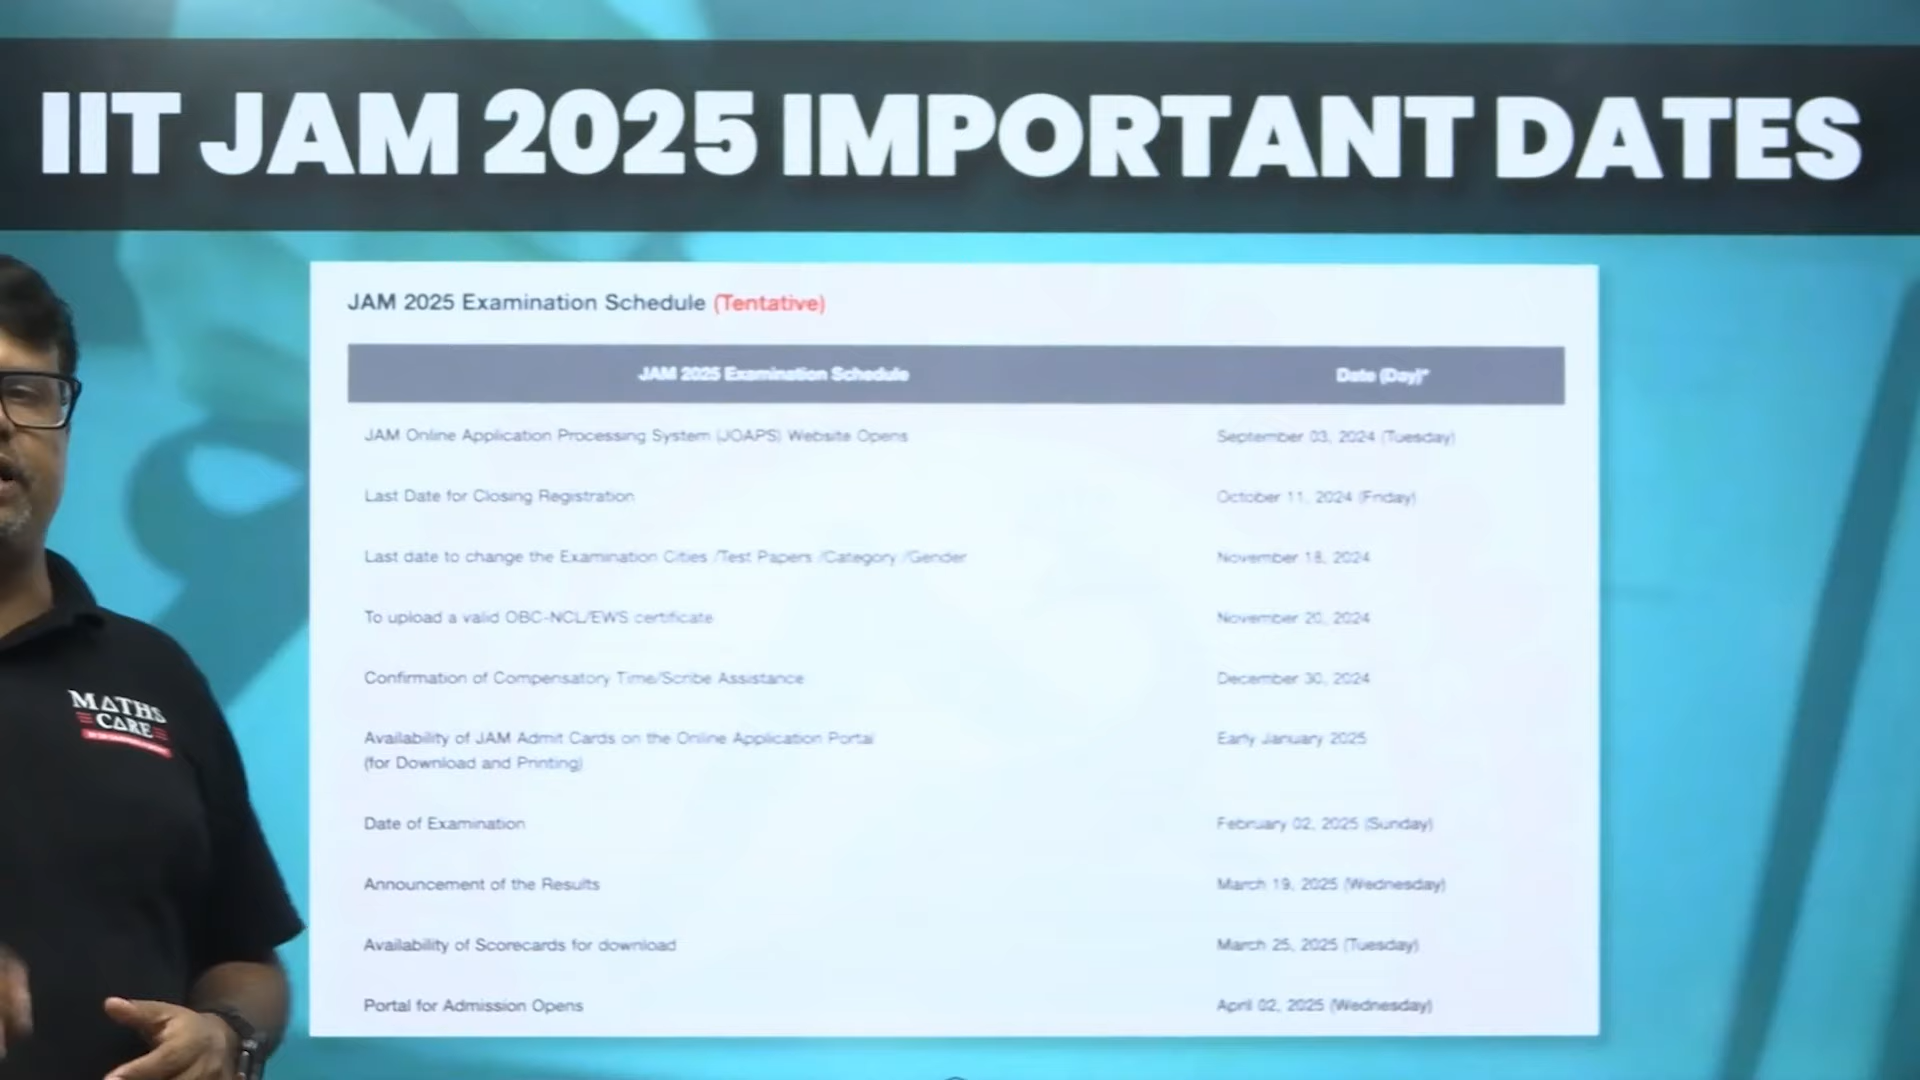 IIT JAM 2025 IMPORTANT DATES
JAM 2025 Examination Schedule (Tentative)
JAM 2025 Examination Schedule Date (Day)*
JAM Online Application Processing System (JOAPS) Website Opens September 03, 2024 (Tuesday)
Last Date for Closing Registration October 11, 2024 (Friday)
Last date to change the Examination Cities /Test Papers /Category /Gender November 18, 2024
To upload a valid OBC-NCL/EWS certificate November 20, 2024
Confirmation of Compensatory Time/Scribe Assistance December 30, 2024
Availability of JAM Admit Cards on the Online Application Portal Early January 2025
(for Download and Printing)
Date of Examination February 02, 2025 (Sunday)
Announcement of the Results March 19, 2025 (Wednesday)
Availability of Scorecards for download March 25, 2025 (Tuesday)
Portal for Admission Opens April 02, 2025 (Wednesday)
MATHS
CARE